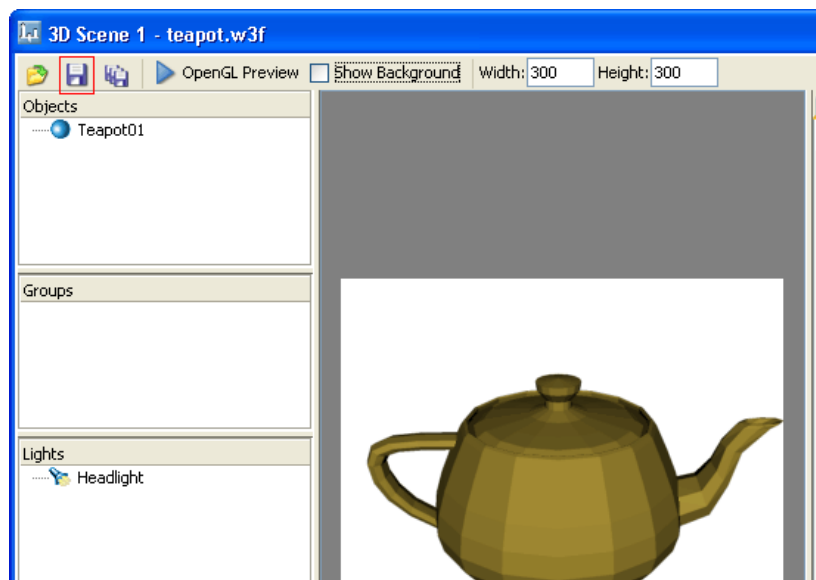 3D Scene 1 - teapot.w3f
OpenGL Preview Show Background Width: 300 Height: 300
Objects
Teapot01
Groups
Lights
Headlight